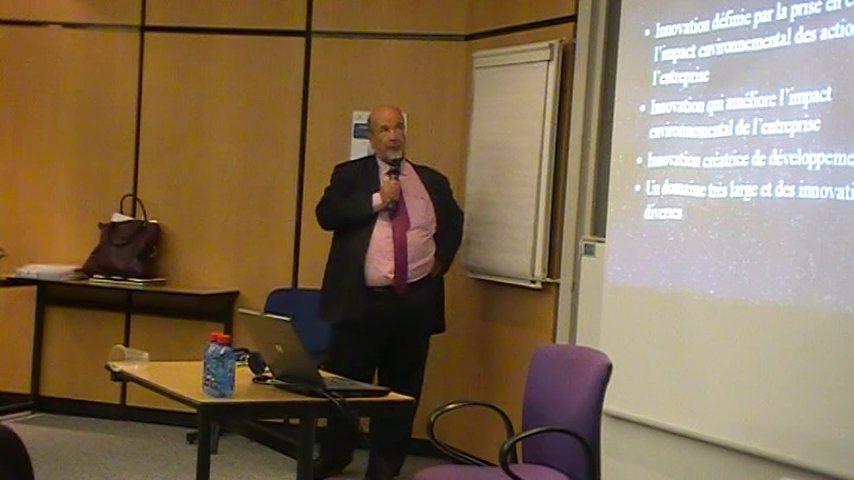 • Innovation définie par la prise en c
l'impact environnemental des actio
l'entreprise
• Innovation qui améliore l'impact
environnemental de l'entreprise
• Innovation créatrice de développeme
• Un domaine très large et des innovati
diverses